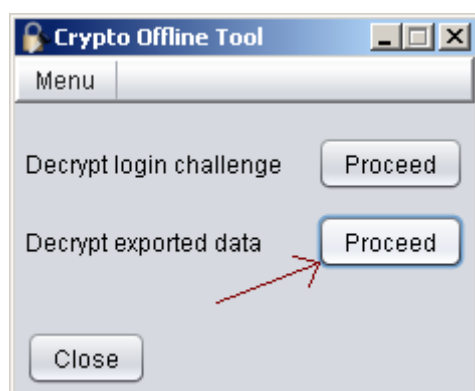 Crypto Offline Tool
Menu
Decrypt login challenge Proceed
Decrypt exported data Proceed
Close